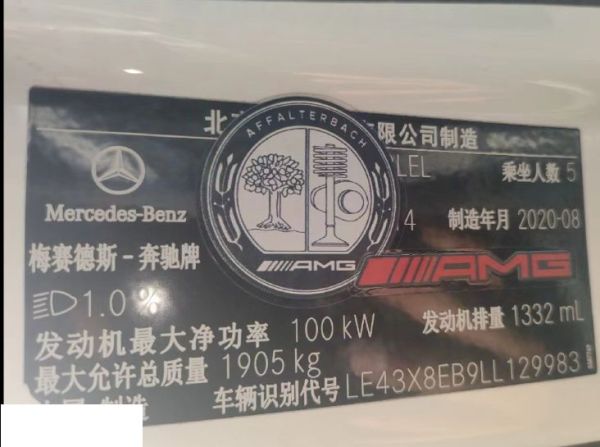 北 限公司制造
AFFALTERBACH
LEL 乘坐人数 5
Mercedes-Benz 4 制造年月 2020-08
梅赛德斯-奔驰牌 AMG AMG
1.0 %
发动机最大净功率 100 kW 发动机排量 1332 mL
最大允许总质量 1905 kg
制造 车辆识别代号 LE43X8EB9LL129983